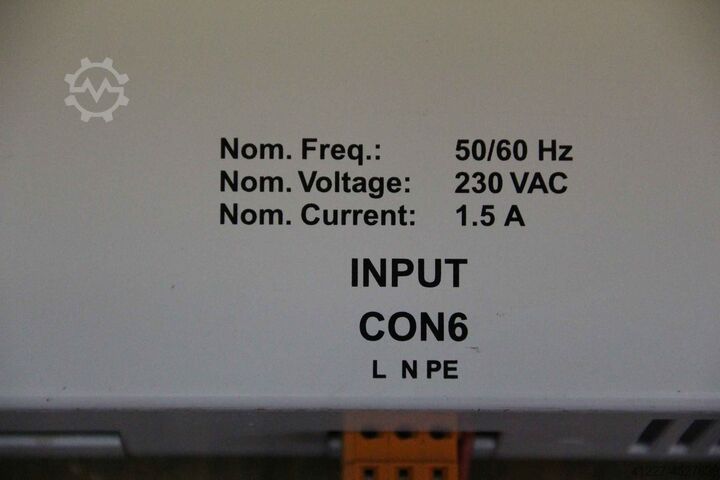 Nom. Freq.: 50/60 Hz
Nom. Voltage: 230 VAC
Nom. Current: 1.5 A
INPUT
CON6
L N PE